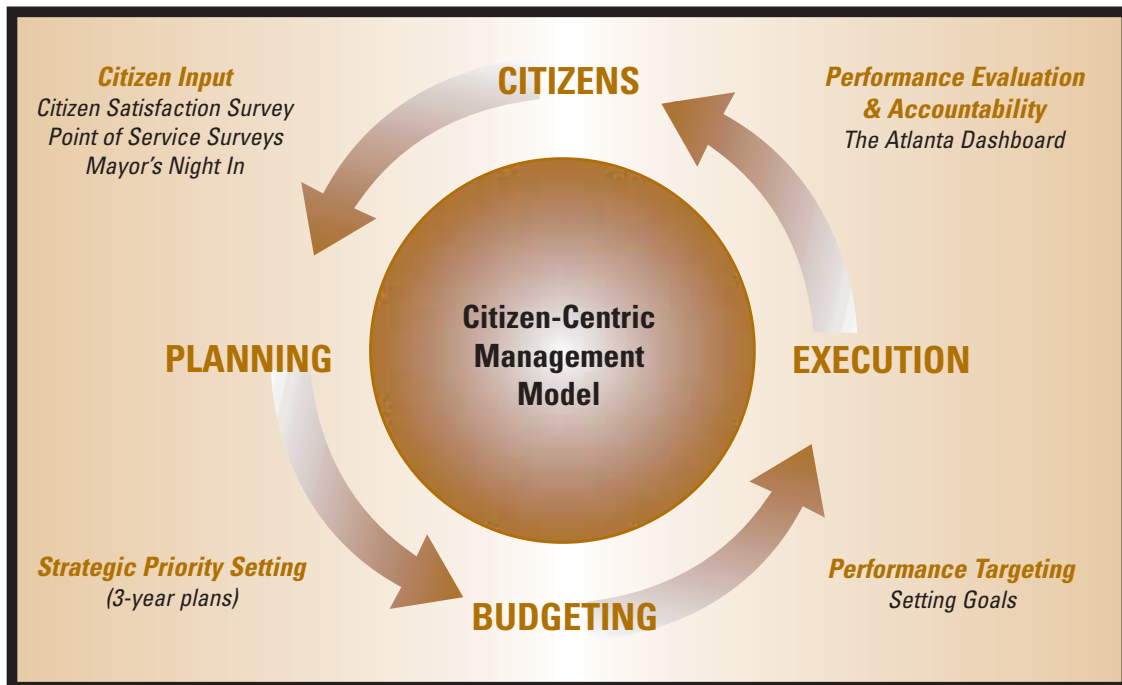 CITIZENS
Citizen Input
Citizen Satisfaction Survey
Point of Service Surveys
Mayor's Night In
Performance Evaluation
& Accountability
The Atlanta Dashboard
Citizen-Centric
Management
Model
PLANNING
EXECUTION
Strategic Priority Setting
(3-year plans)
Performance Targeting
Setting Goals
BUDGETING